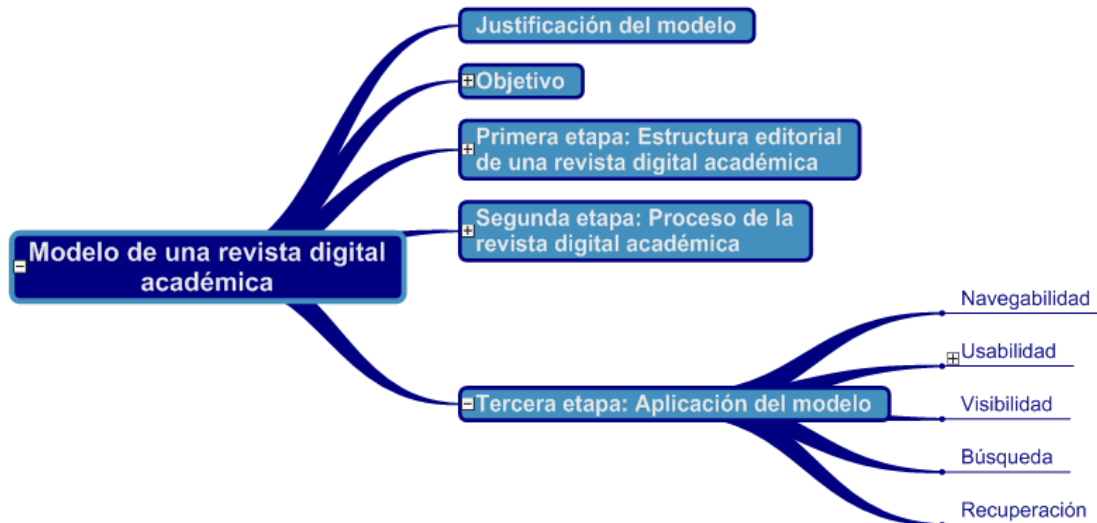 Justificación del modelo
Objetivo
Primera etapa: Estructura editorial
de una revista digital académica
Segunda etapa: Proceso de la
revista digital académica
Modelo de una revista digital
académica
Tercera etapa: Aplicación del modelo
Navegabilidad
Usabilidad
Visibilidad
Búsqueda
Recuperación